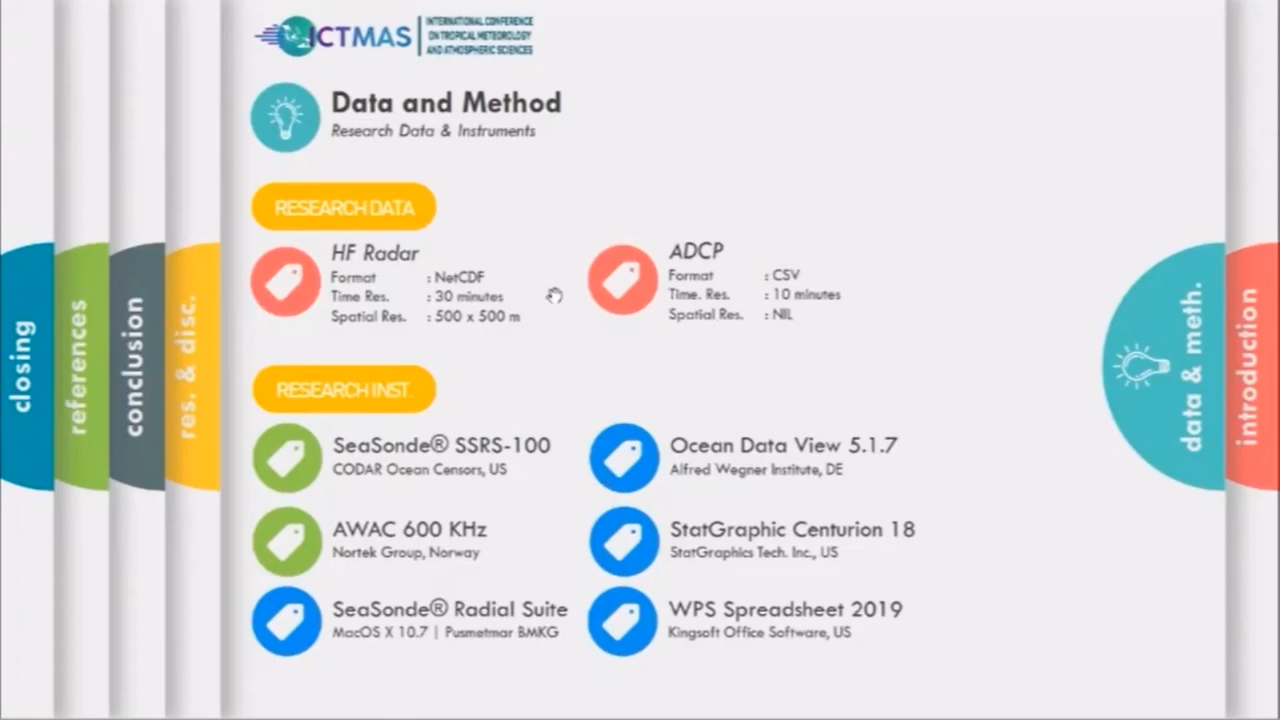 ICTMAS
INTERNATIONAL CONFERENCE
ON TROPICAL METEOROLOGY
AND ATMOSPHERIC SCIENCES
Data and Method
Research Data & Instruments
RESEARCH DATA
HF Radar
Format : NetCDF
Time Res. : 30 minutes
Spatial Res. : 500 x 500 m
ADCP
Format : CSV
Time. Res. : 10 minutes
Spatial Res. : NIL
RESEARCH INST.
SeaSonde® SSRS-100
CODAR Ocean Censors, US
Ocean Data View 5.1.7
Alfred Wegner Institute, DE
AWAC 600 KHz
Nortek Group, Norway
StatGraphic Centurion 18
StatGraphics Tech. Inc., US
SeaSonde® Radial Suite
MacOS X 10.7 | Pusmetmar BMKG
WPS Spreadsheet 2019
Kingsoft Office Software, US
closing
references
conclusion
res. & disc.
data & meth.
introduction